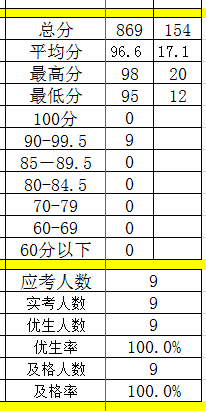 总分 869 154
平均分 96.6 17.1
最高分 98 20
最低分 95 12
100分 0
90-99.5 9
85－89.5 0
80-84.5 0
70-79 0
60-69 0
60分以下 0
应考人数 9
实考人数 9
优生人数 9
优生率 100.0%
及格人数 9
及格率 100.0%